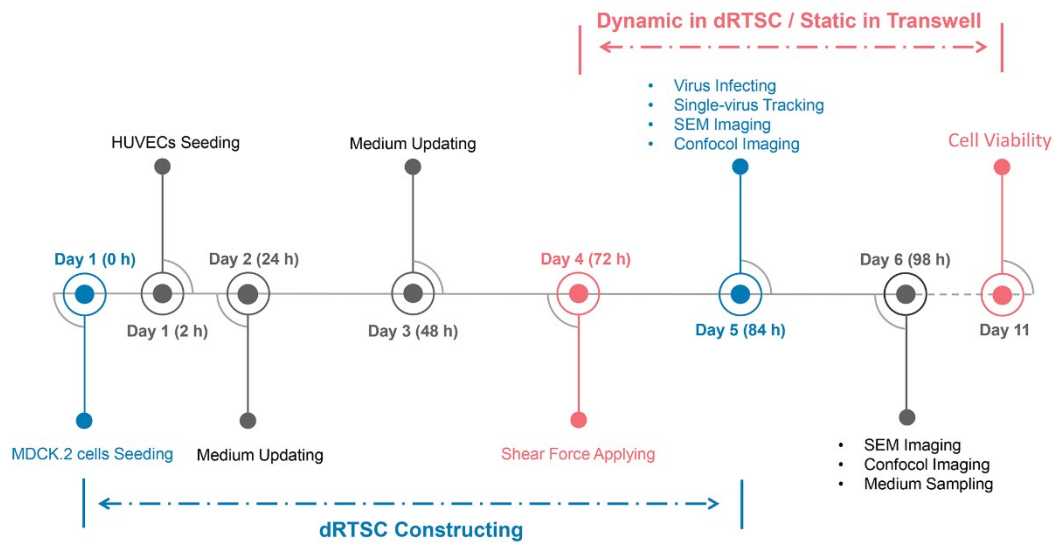 Dynamic in dRTSC / Static in Transwell
• Virus Infecting
• Single-virus Tracking
• SEM Imaging
• Confocol Imaging
HUVECs Seeding
Medium Updating
Cell Viability
Day 1 (0 h)
Day 2 (24 h)
Day 4 (72 h)
Day 6 (98 h)
Day 1 (2 h)
Day 3 (48 h)
Day 5 (84 h)
Day 11
MDCK.2 cells Seeding
Medium Updating
Shear Force Applying
• SEM Imaging
• Confocol Imaging
• Medium Sampling
dRTSC Constructing